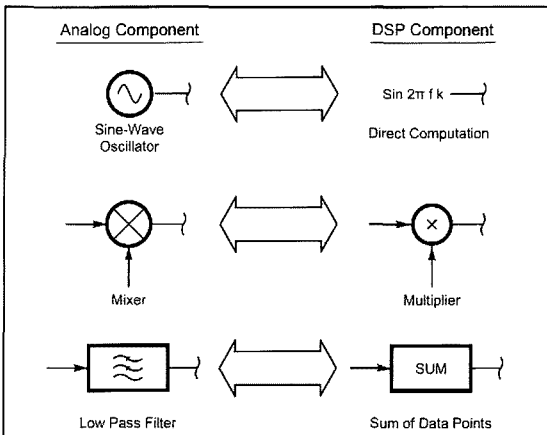 Analog Component DSP Component
Sin 2π f k
Sine-Wave
Oscillator
Direct Computation
×
Mixer Multiplier
SUM
Low Pass Filter Sum of Data Points